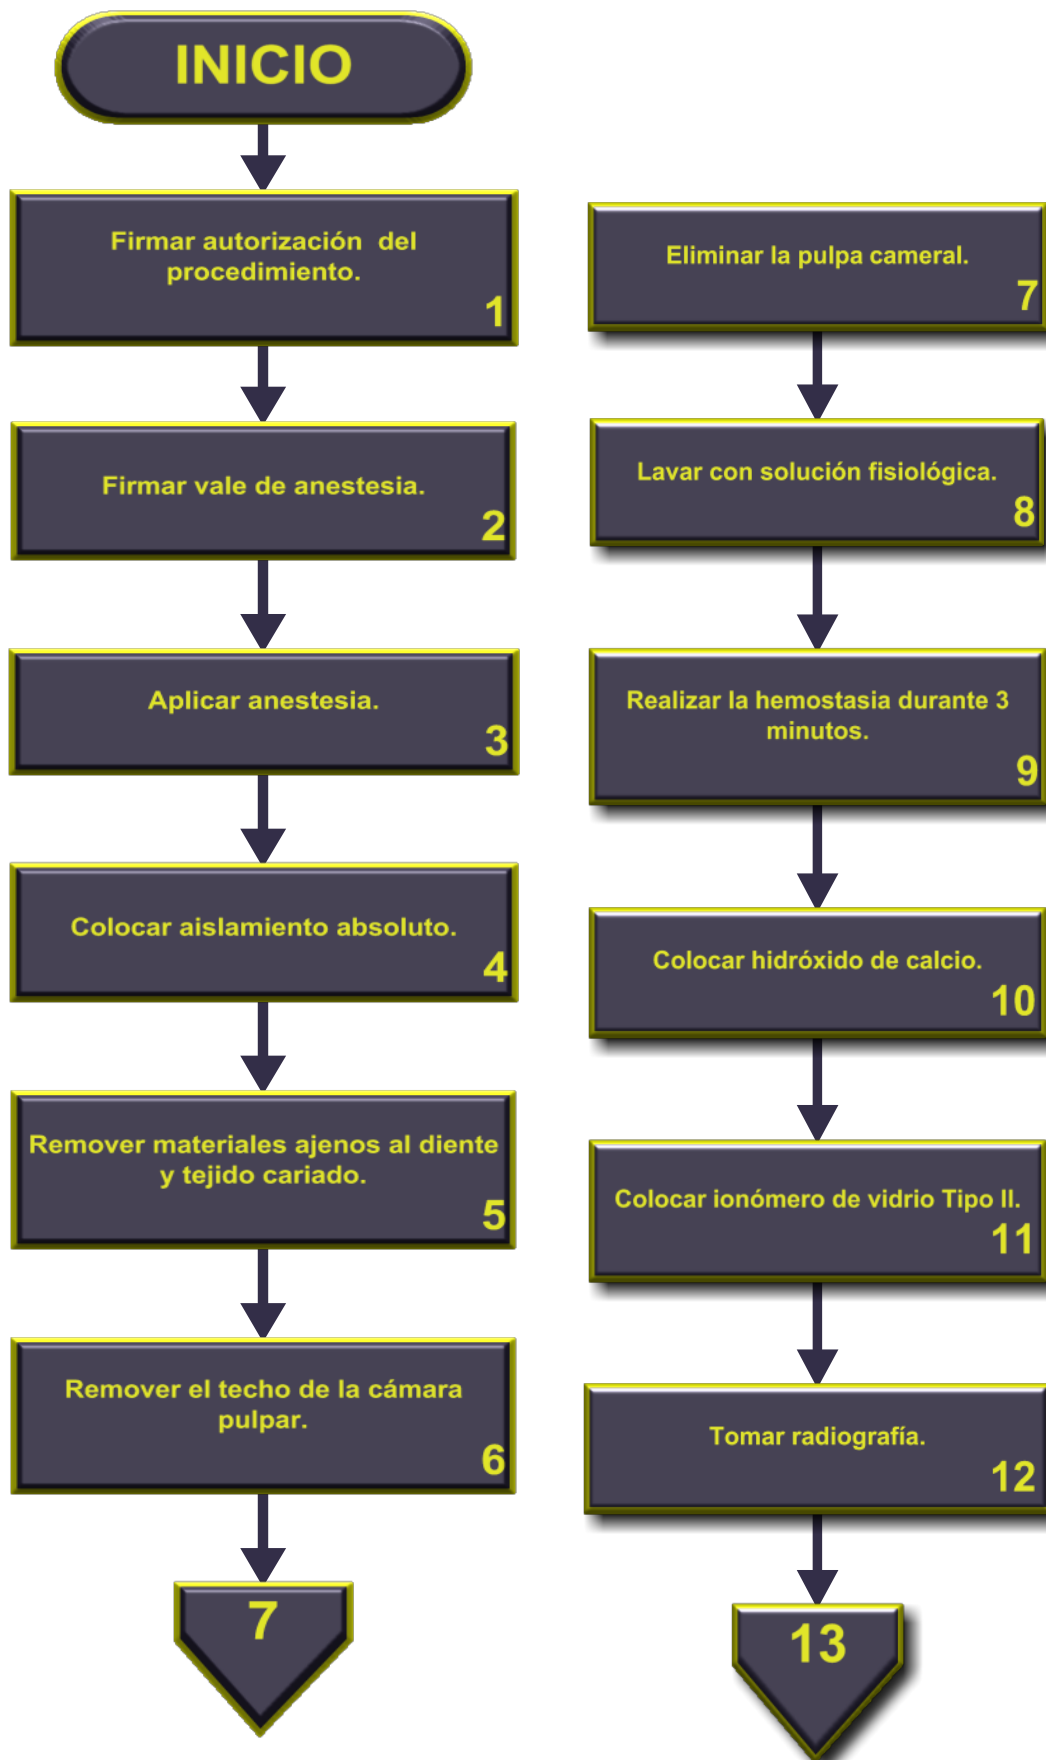 INICIO
Firmar autorización del
procedimiento.
1
Firmar vale de anestesia.
2
Aplicar anestesia.
3
Colocar aislamiento absoluto.
4
Remover materiales ajenos al diente
y tejido cariado.
5
Remover el techo de la cámara
pulpar.
6
7
Eliminar la pulpa cameral.
7
Lavar con solución fisiológica.
8
Realizar la hemostasia durante 3
minutos.
9
Colocar hidróxido de calcio.
10
Colocar ionómero de vidrio Tipo II.
11
Tomar radiografía.
12
13